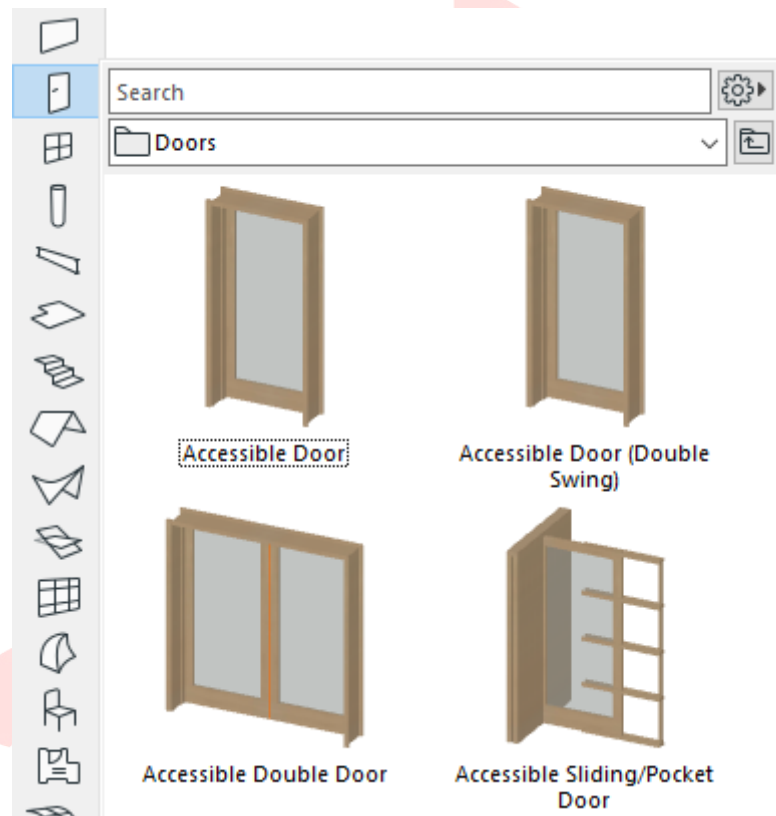 Search
Doors
Accessible Door
Accessible Door (Double
Swing)
Accessible Double Door
Accessible Sliding/Pocket
Door